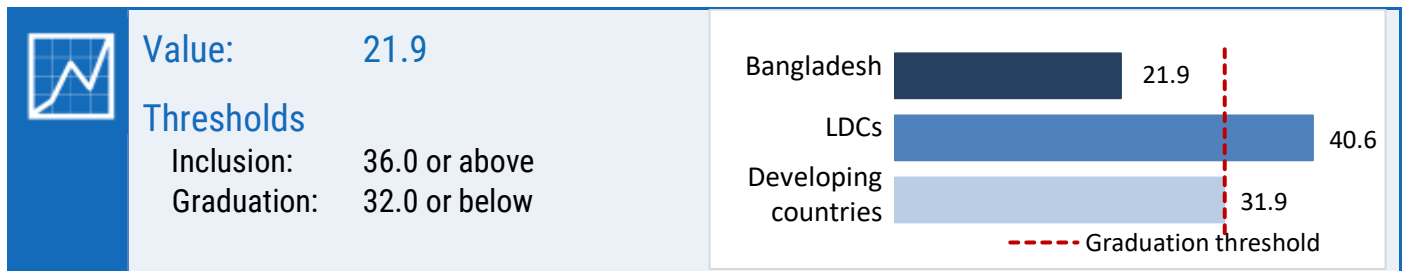 Value: 21.9
Thresholds
Inclusion: 36.0 or above
Graduation: 32.0 or below
Bangladesh 21.9
LDCs 40.6
Developing
countries 31.9
Graduation threshold